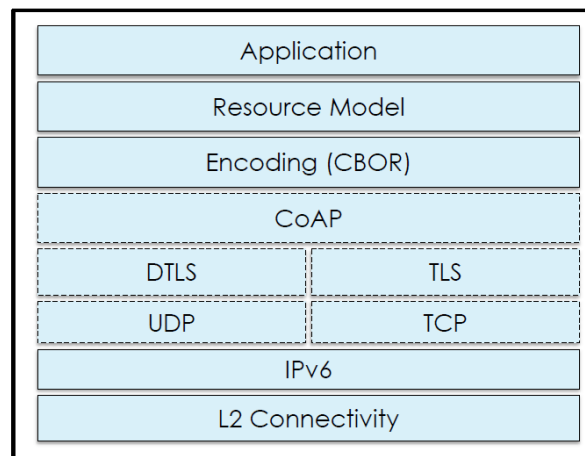 Application
Resource Model
Encoding (CBOR)
CoAP
DTLS
TLS
UDP
TCP
IPv6
L2 Connectivity